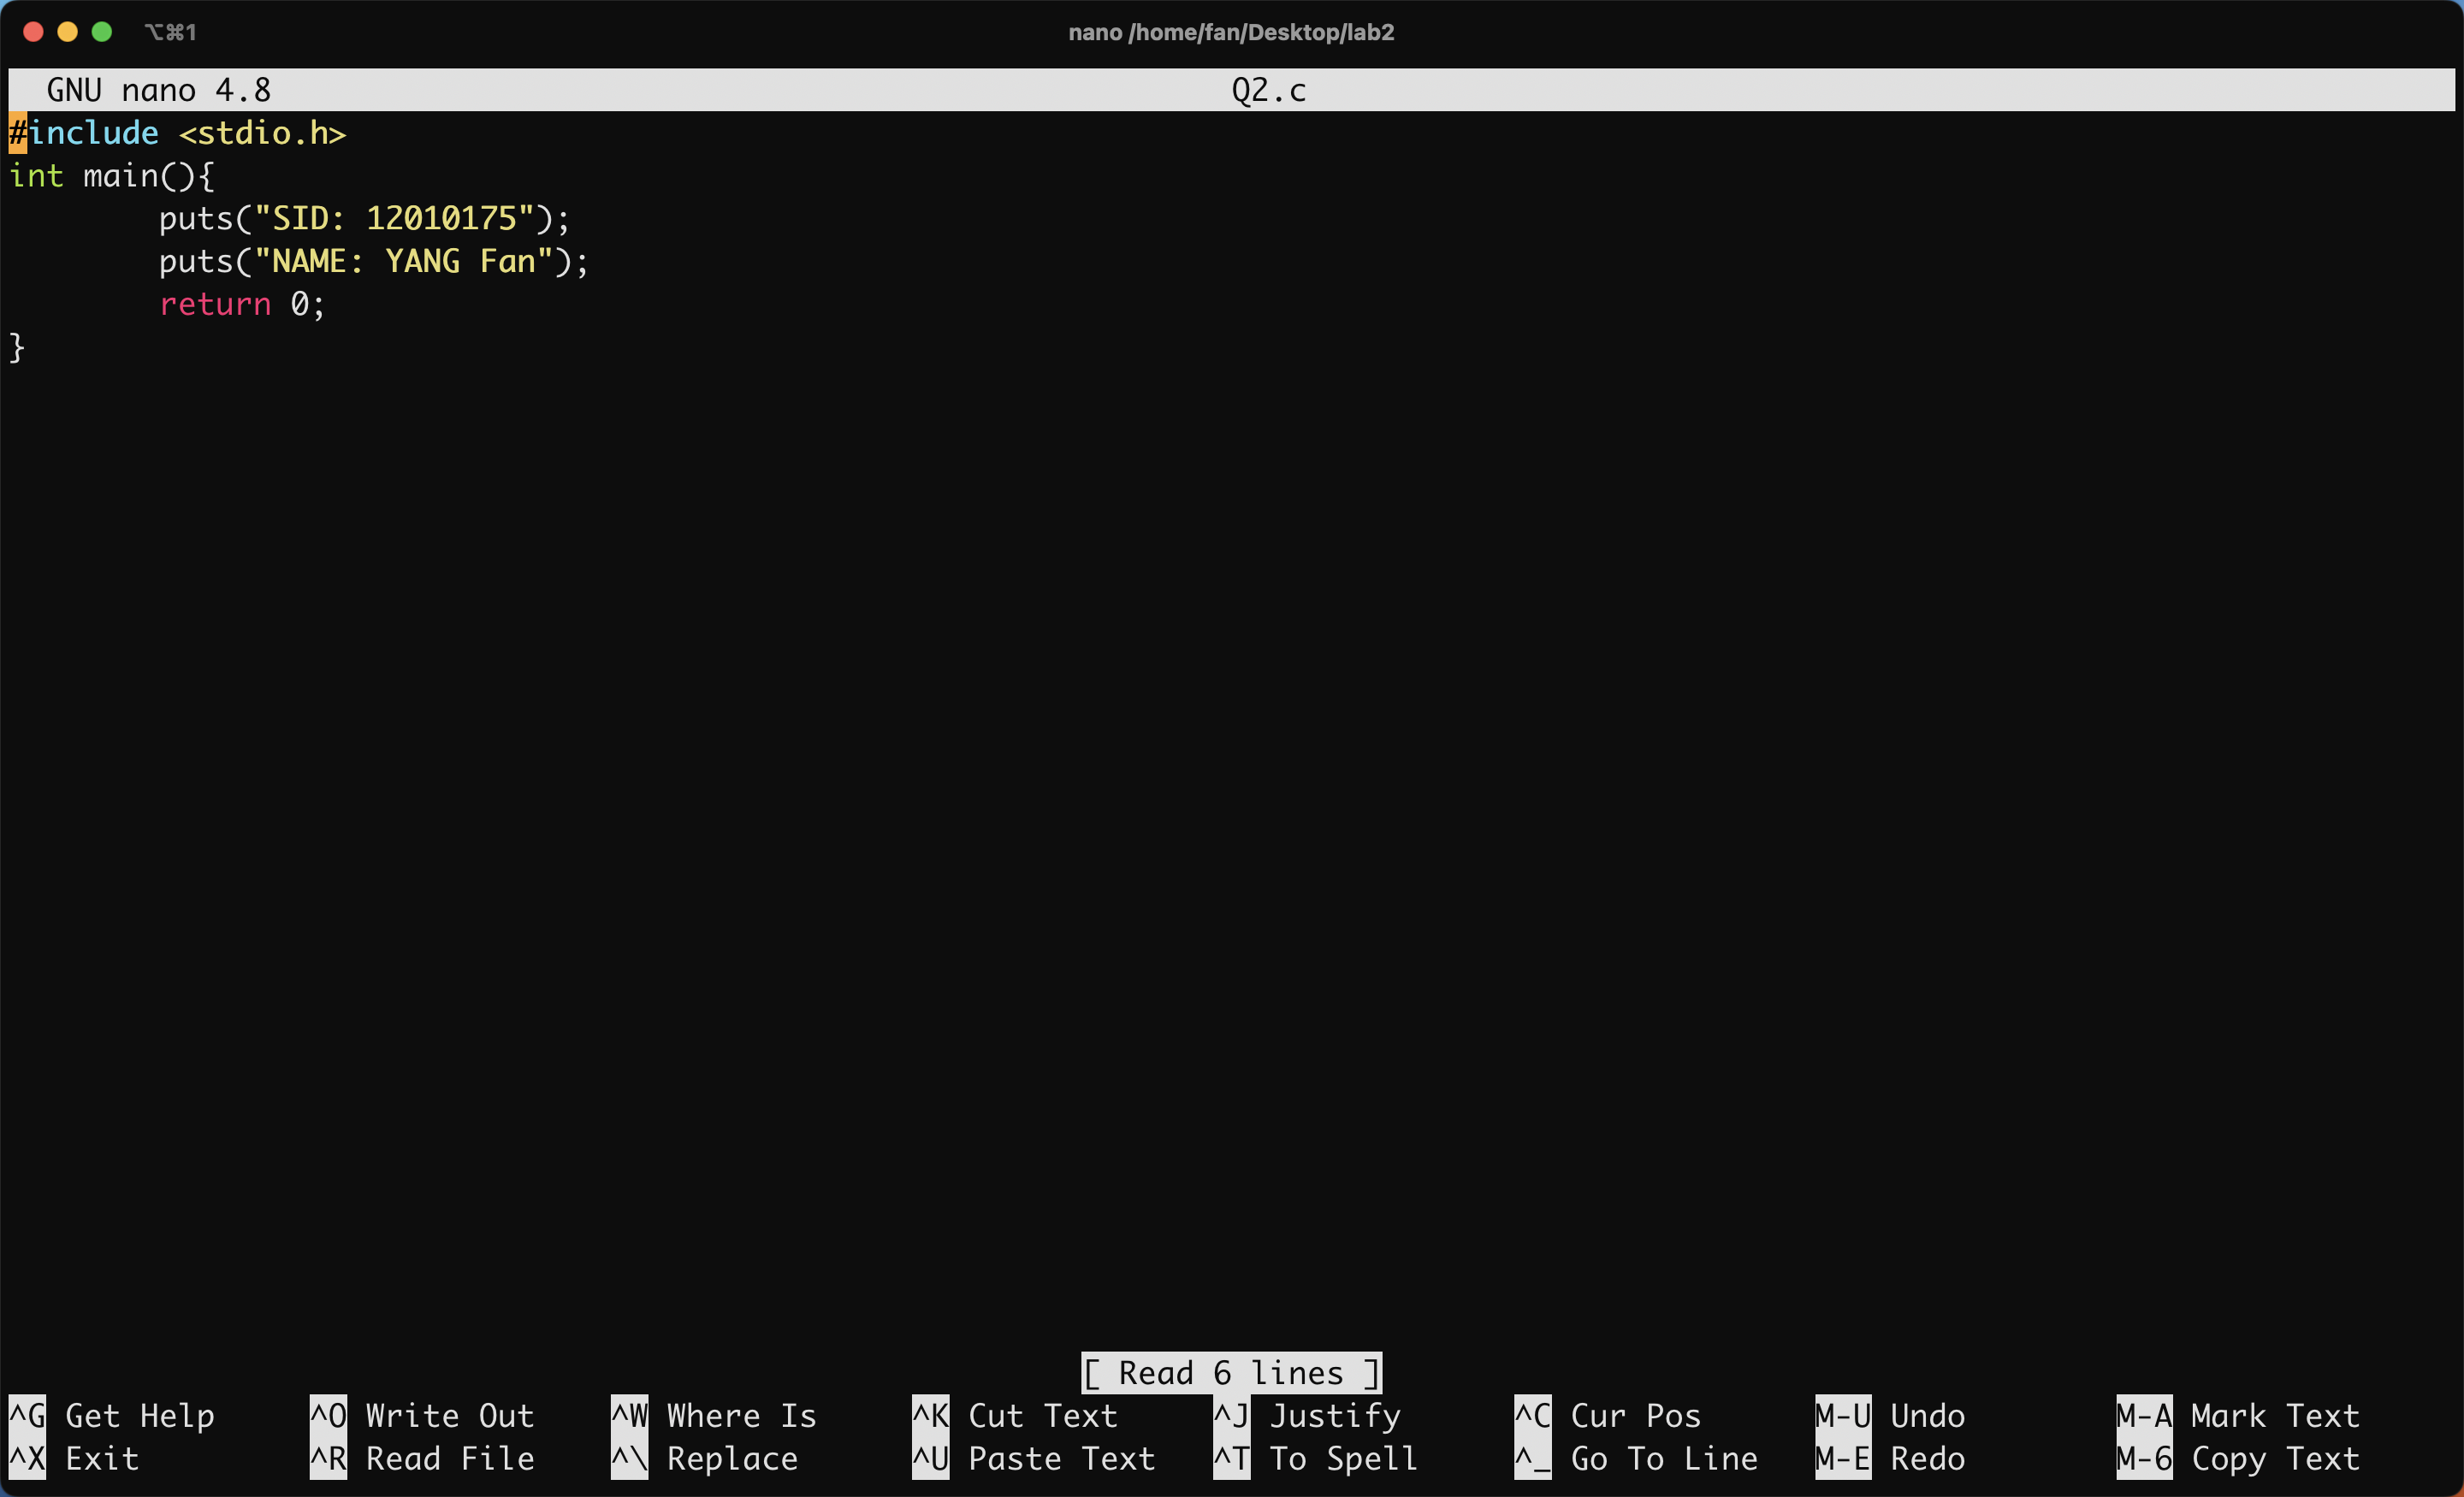 ⌥⌘1 nano /home/fan/Desktop/lab2
GNU nano 4.8 Q2.c
#include <stdio.h>
int main(){
        puts("SID: 12010175");
        puts("NAME: YANG Fan");
        return 0;
}
[ Read 6 lines ]
^G Get Help ^O Write Out ^W Where Is ^K Cut Text ^J Justify ^C Cur Pos M-U Undo M-A Mark Text
^X Exit ^R Read File ^\ Replace ^U Paste Text ^T To Spell ^_ Go To Line M-E Redo M-6 Copy Text